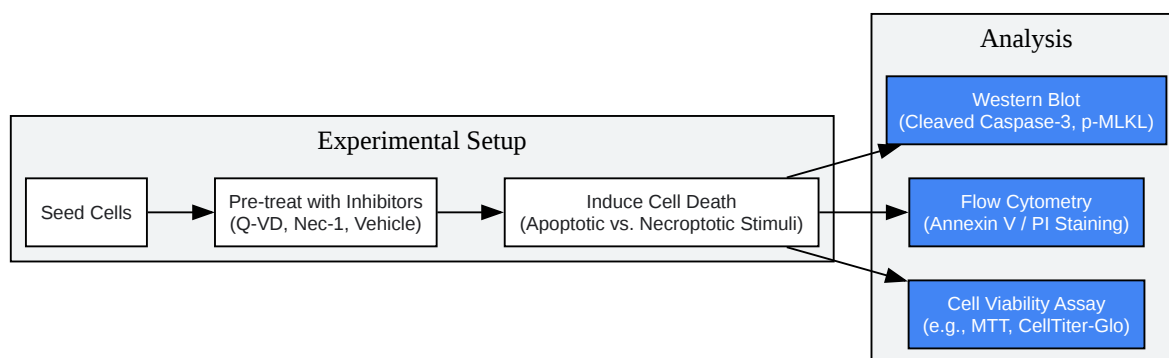 Experimental Setup
Seed Cells
Pre-treat with Inhibitors
(Q-VD, Nec-1, Vehicle)
Induce Cell Death
(Apoptotic vs. Necroptotic Stimuli)
Analysis
Western Blot
(Cleaved Caspase-3, p-MLKL)
Flow Cytometry
(Annexin V / PI Staining)
Cell Viability Assay
(e.g., MTT, CellTiter-Glo)